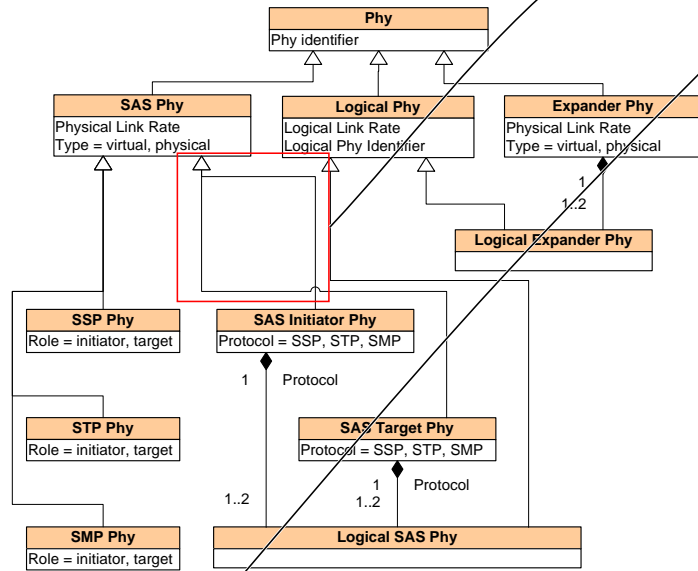 Phy
Phy identifier
SAS Phy
Physical Link Rate
Type = virtual, physical
Logical Phy
Logical Link Rate
Logical Phy Identifier
Expander Phy
Physical Link Rate
Type = virtual, physical
1
1..2
Logical Expander Phy
SSP Phy
Role = initiator, target
SAS Initiator Phy
Protocol = SSP, STP, SMP
1
Protocol
STP Phy
Role = initiator, target
SAS Target Phy
Protocol = SSP, STP, SMP
1
Protocol
1..2
1..2
SMP Phy
Role = initiator, target
Logical SAS Phy